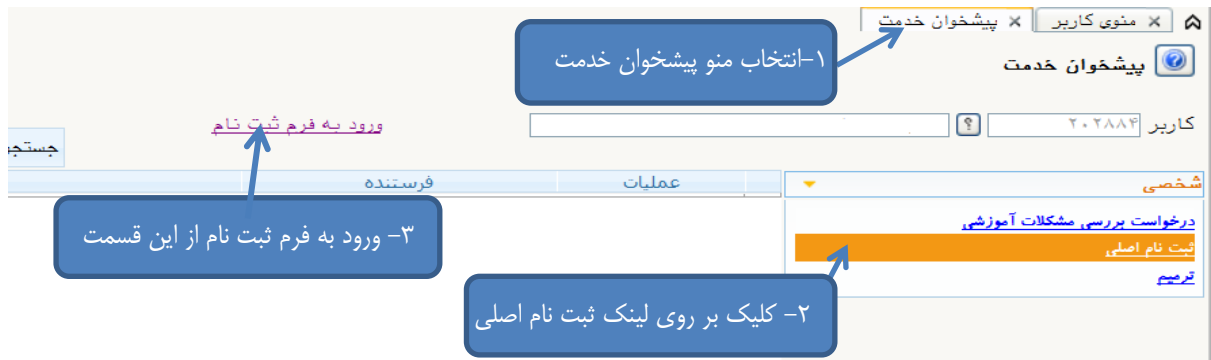 منوی کاربر
پیشخوان خدمت
۱-انتخاب منو پیشخوان خدمت
پیشخوان خدمت
کاربر ۲۰۲۸۸۴
ورود به فرم ثبت نام
شخصی
عملیات
فرستنده
درخواست بررسی مشکلات آموزشی
ثبت نام اصلی
ترمیم
۳- ورود به فرم ثبت نام از این قسمت
۲- کلیک بر روی لینک ثبت نام اصلی